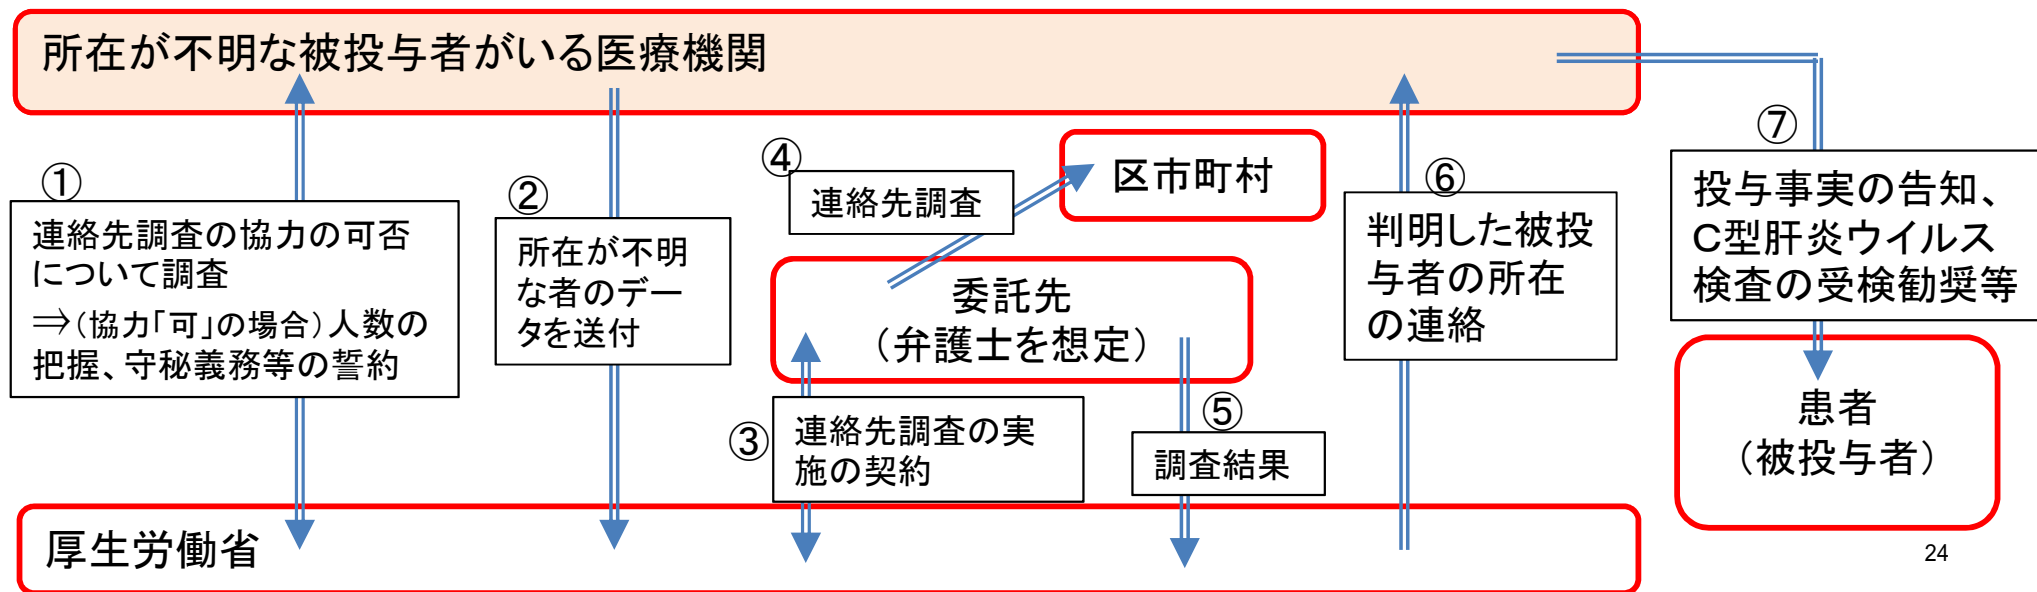 所在が不明な被投与者がいる医療機関
①
連絡先調査の協力の可否
について調査
⇒(協力「可」の場合)人数の
把握、守秘義務等の誓約
②
所在が不明
な者のデー
タを送付
④
連絡先調査
区市町村
委託先
（弁護士を想定）
③
連絡先調査の実
施の契約
⑤
調査結果
⑥
判明した被投
与者の所在
の連絡
⑦
投与事実の告知、
C型肝炎ウイルス
検査の受検勧奨等
患者
（被投与者）
厚生労働省
24